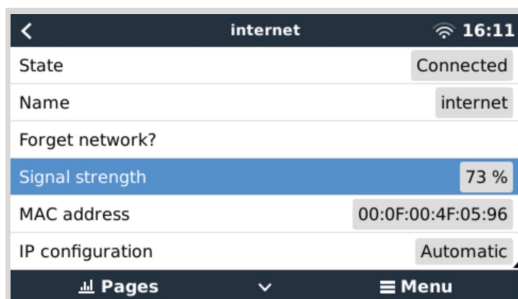 internet 16:11
State Connected
Name internet
Forget network?
Signal strength 73 %
MAC address 00:0F:00:4F:05:96
IP configuration Automatic
Pages Menu